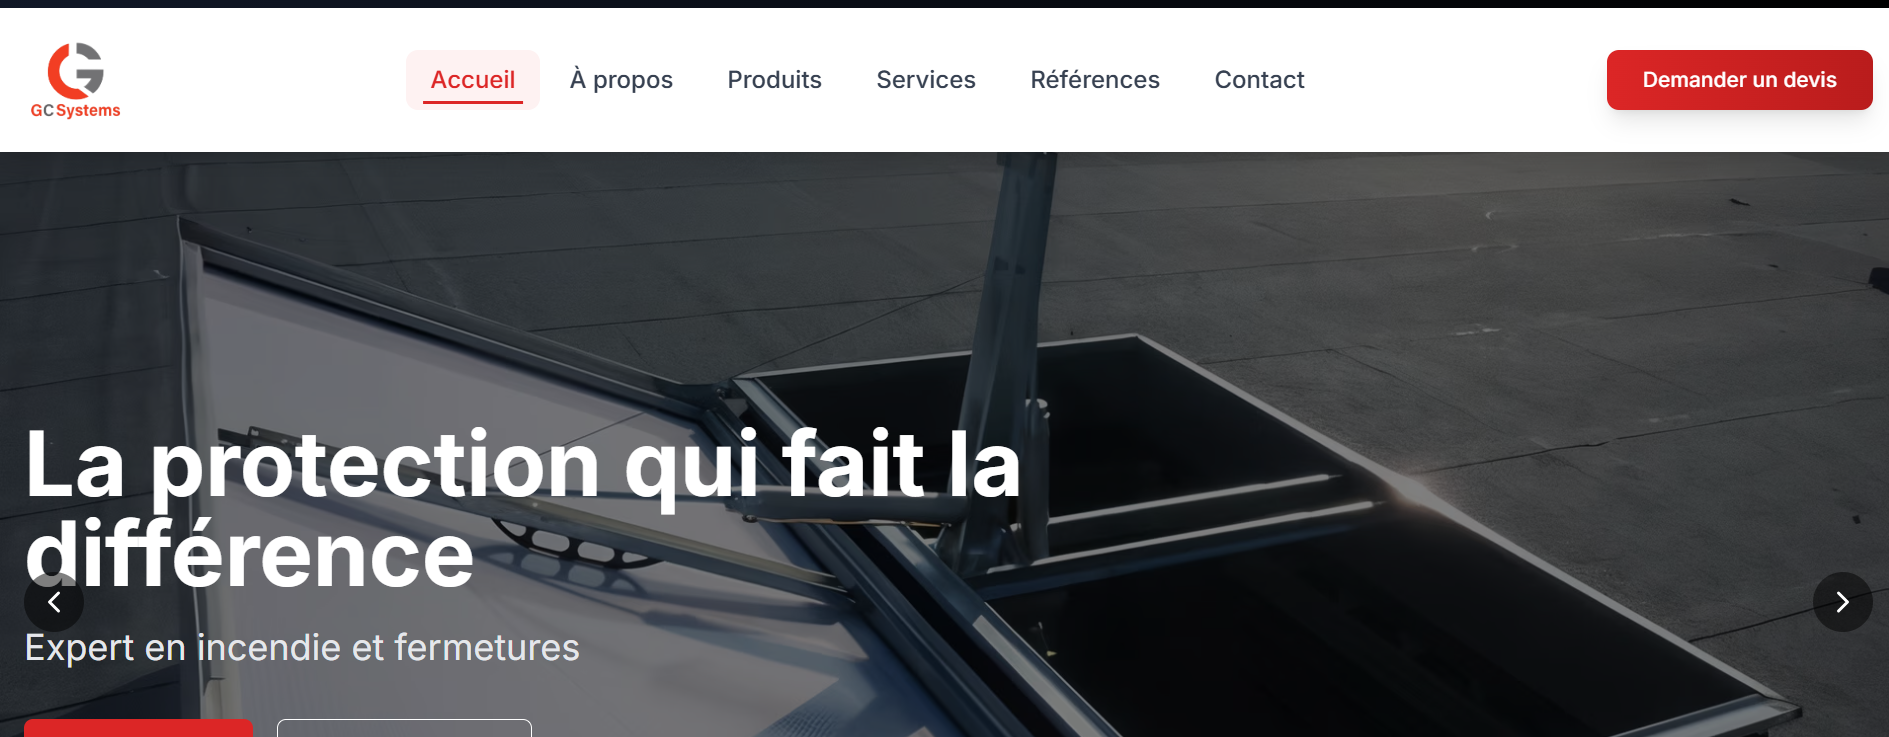 GC Systems
Accueil
À propos
Produits
Services
Références
Contact
Demander un devis
La protection qui fait la
différence
Expert en incendie et fermetures